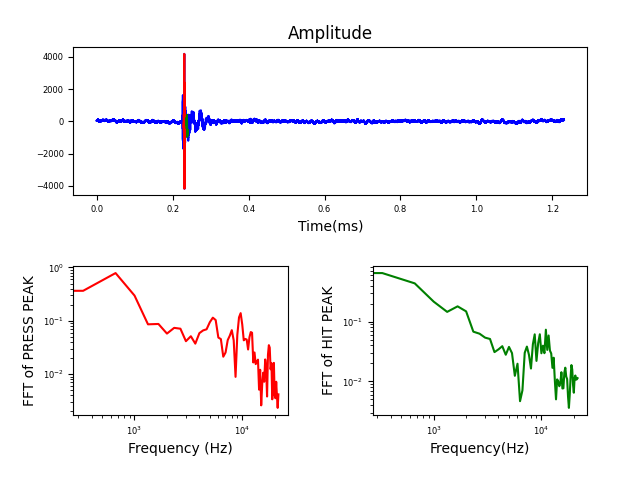 Amplitude
4000
2000
0
−2000
−4000
0.0 0.2 0.4 0.6 0.8 1.0 1.2
Time(ms)
FFT of PRESS PEAK
10⁰
10⁻¹
10⁻²
10³ 10⁴
Frequency (Hz)
FFT of HIT PEAK
10⁻¹
10⁻²
10³ 10⁴
Frequency(Hz)